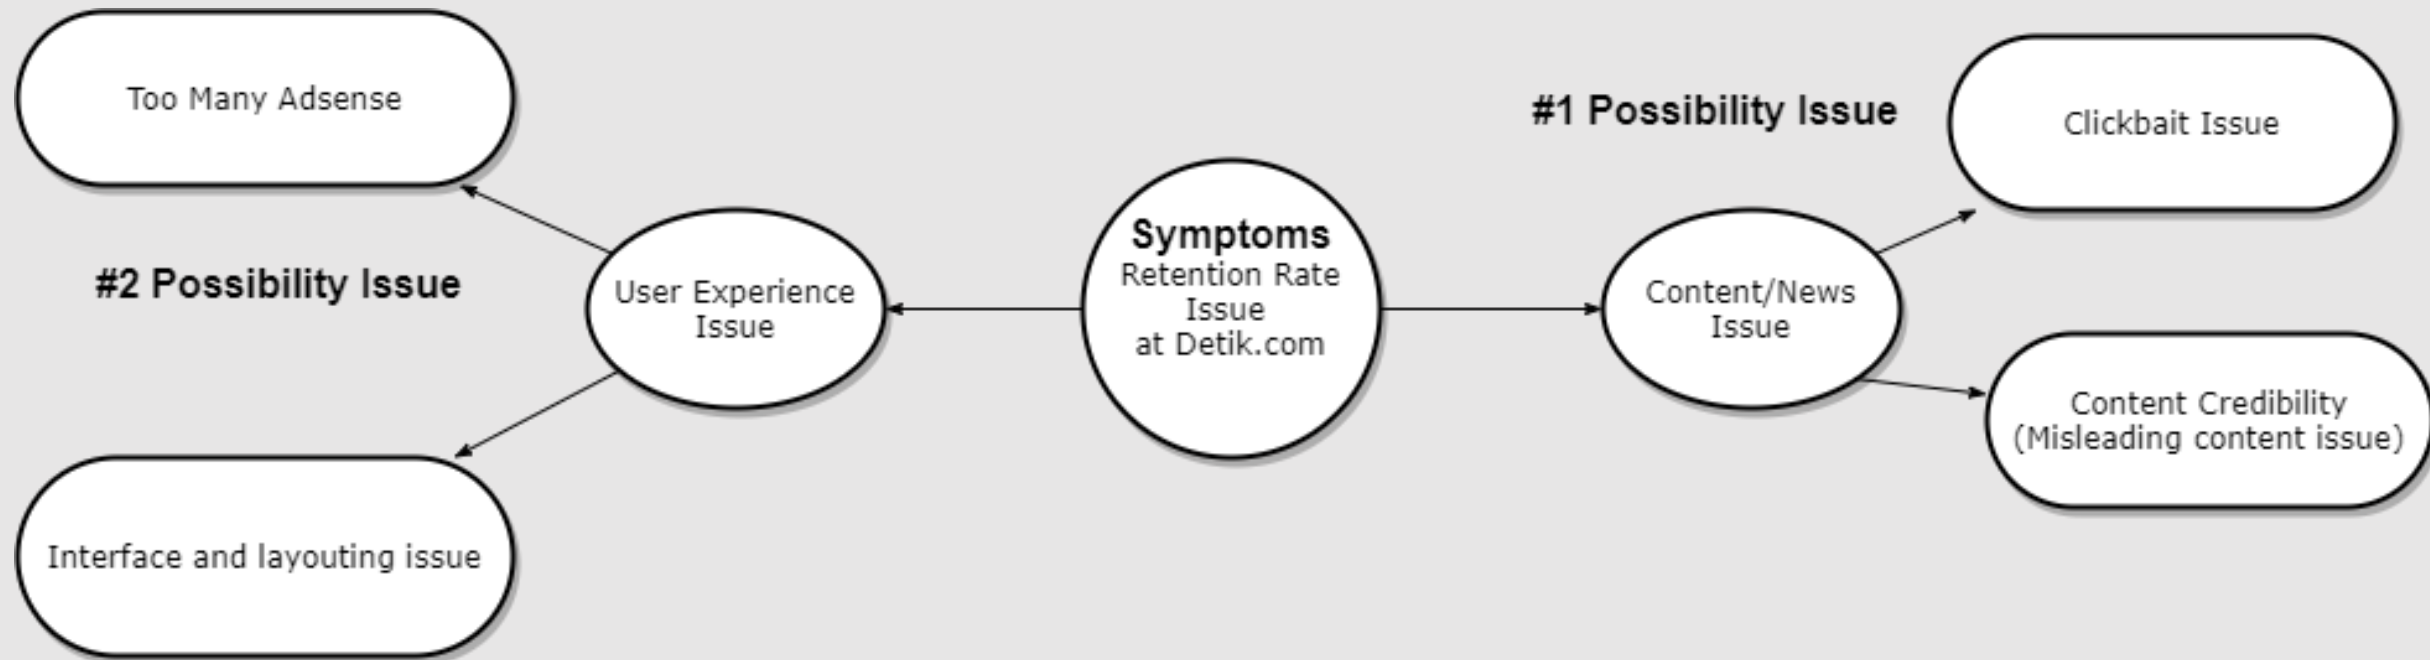 Too Many Adsense
#2 Possibility Issue
User Experience
Issue
Interface and layouting issue
Symptoms
Retention Rate
Issue
at Detik.com
#1 Possibility Issue
Clickbait Issue
Content/News
Issue
Content Credibility
(Misleading content issue)